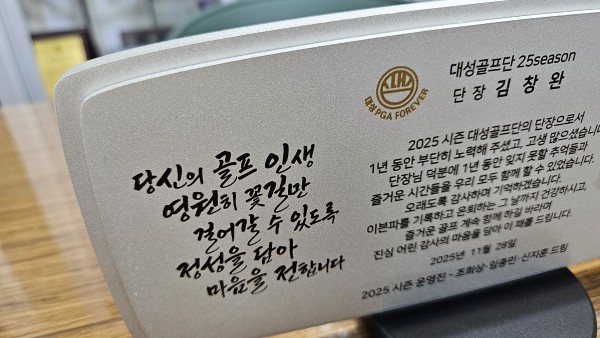 당신의 골프 인생
영원히 꽃길만
걸어갈 수 있도록
정성을 담아
마음을 전합니다
대성 PGA FOREVER
대성골프단 25season
단 장 김 창 완
2025 시즌 대성골프단의 단장으로서
1년 동안 부단히 노력해 주셨고, 고생 많으셨습니다
단장님 덕분에 1년 동안 잊지 못할 추억들과
즐거운 시간들을 우리 모두 함께 할 수 있었습니다.
오래도록 감사하며 기억하겠습니다.
이븐파를 기록하고 은퇴하는 그 날까지 건강하시고,
즐거운 골프 계속 함께 하길 바라며
진심 어린 감사의 마음을 담아 이 패를 드립니다.
2025년 11월 28일
2025 시즌 운영진 - 조희상·임종민·신지훈 드림